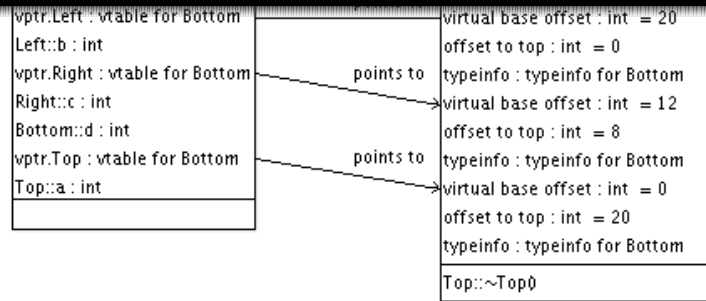 vptr.Left : vtable for Bottom
Left::b : int
vptr.Right : vtable for Bottom
Right::c : int
Bottom::d : int
vptr.Top : vtable for Bottom
Top::a : int
points to
points to
virtual base offset : int = 20
offset to top : int = 0
typeinfo : typeinfo for Bottom
virtual base offset : int = 12
offset to top : int = 8
typeinfo : typeinfo for Bottom
virtual base offset : int = 0
offset to top : int = 20
typeinfo : typeinfo for Bottom
Top::~Top()